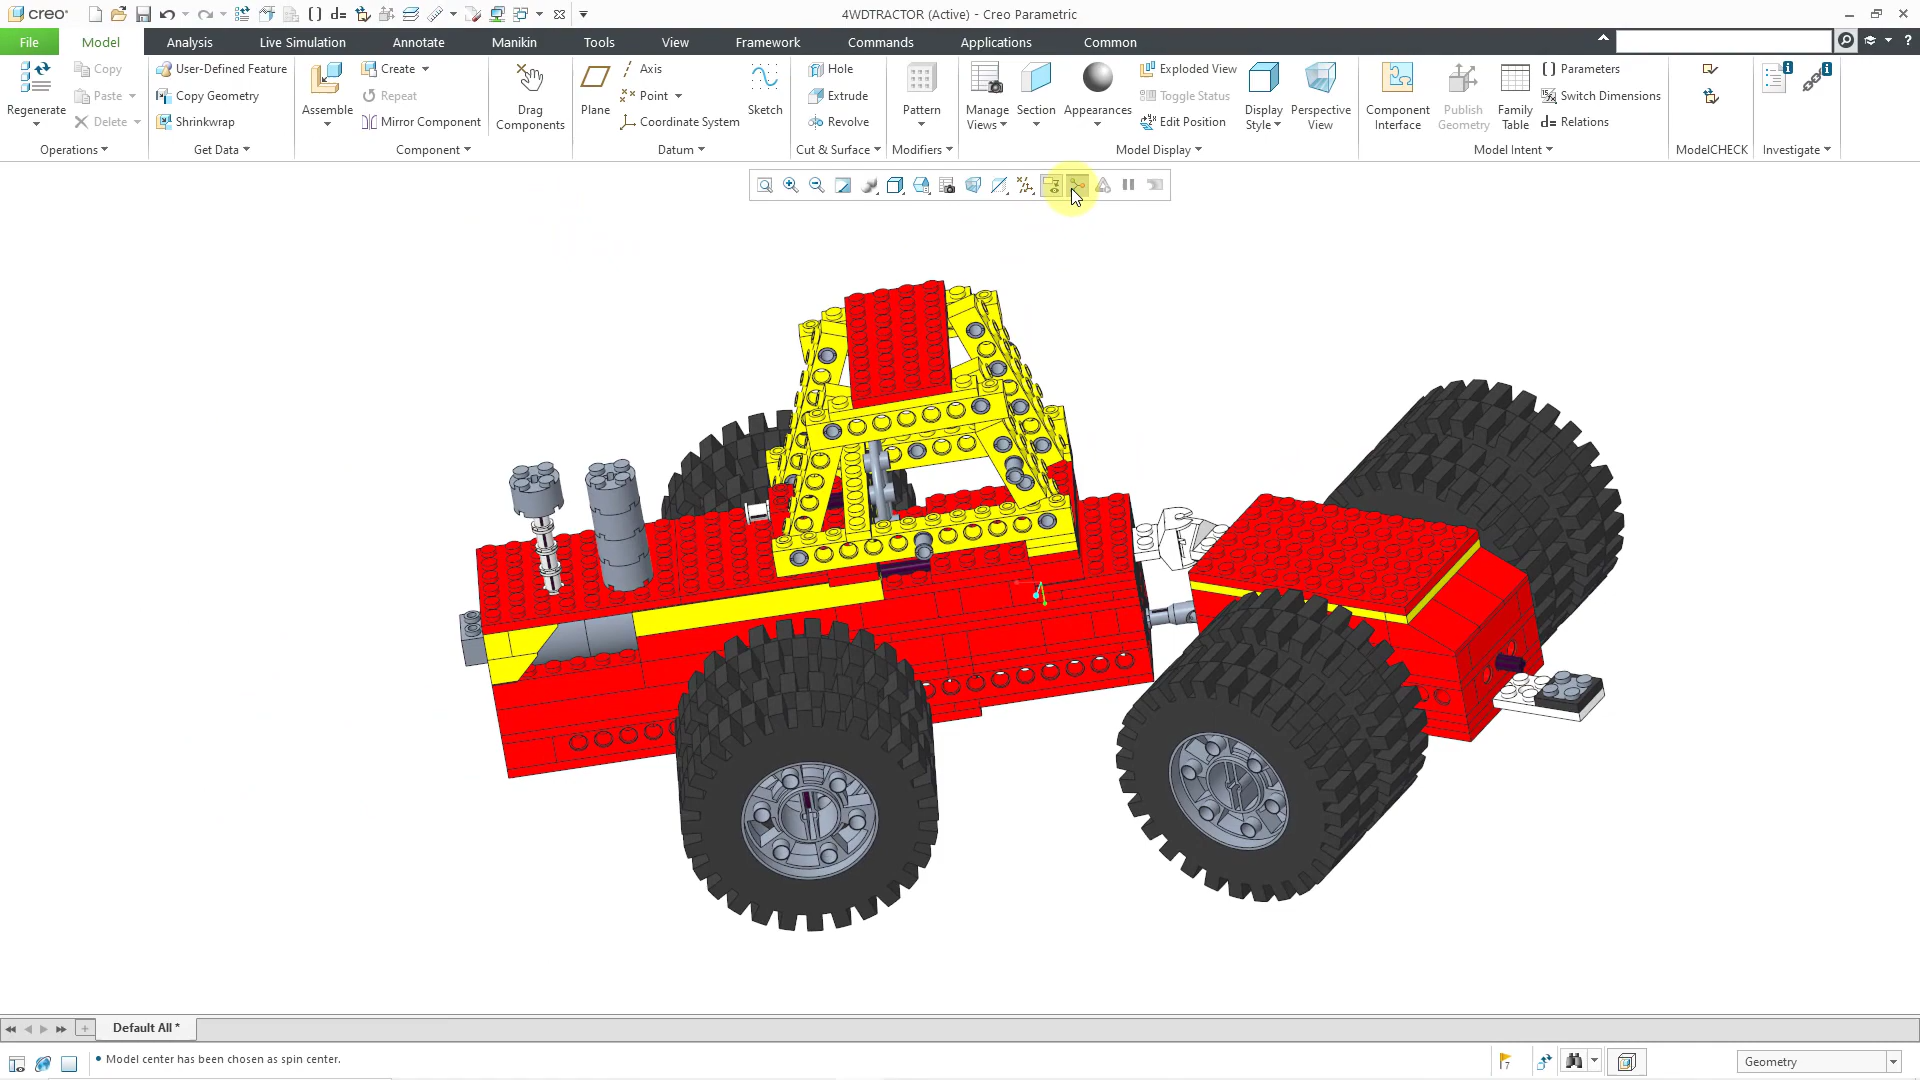 creo
4WDTRACTOR (Active) - Creo Parametric
File Model Analysis Live Simulation Annotate Manikin Tools View Framework Commands Applications Common
Regenerate
Copy
Paste
Delete
Operations
User-Defined Feature
Copy Geometry
Shrinkwrap
Get Data
Assemble
Create
Repeat
Mirror Component
Component
Drag
Components
Plane
Axis
Point
Coordinate System
Sketch
Datum
Hole
Extrude
Revolve
Cut & Surface
Pattern
Modifiers
Manage
Views
Section
Appearances
Exploded View
Toggle Status
Edit Position
Display
Style
Perspective
View
Model Display
Component
Interface
Publish
Geometry
Family
Table
Parameters
Switch Dimensions
d= Relations
Model Intent
ModelCHECK
Investigate
Default All *
Model center has been chosen as spin center.
7
Geometry